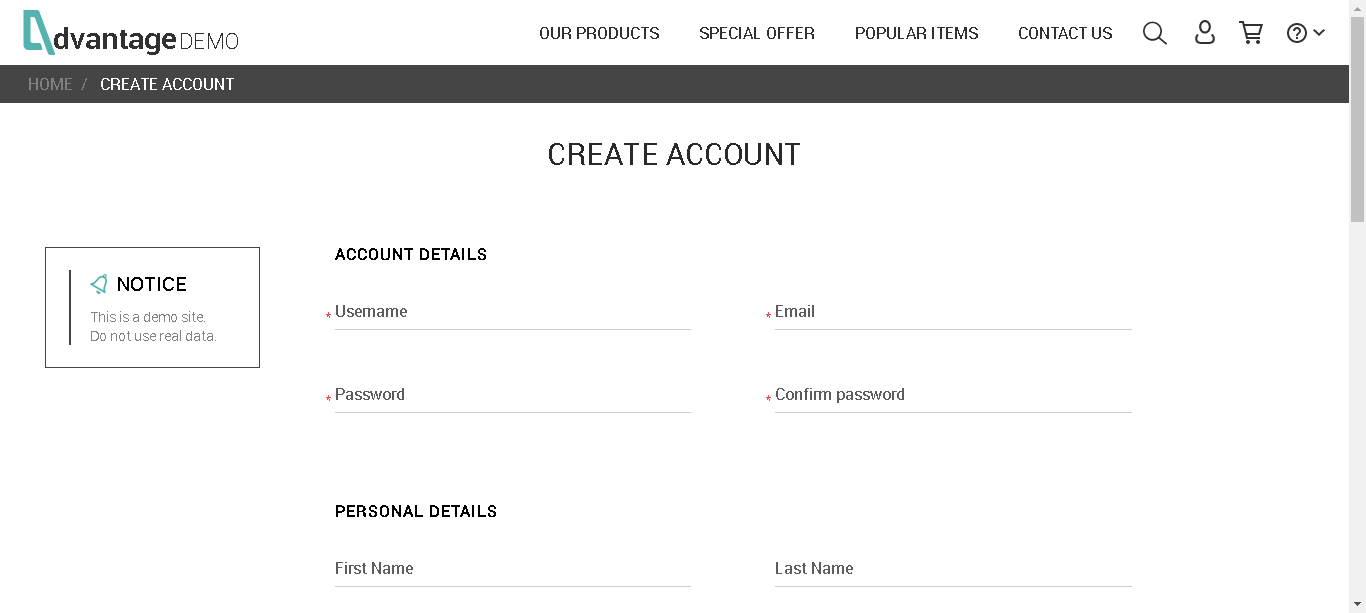 dvantage DEMO
OUR PRODUCTS SPECIAL OFFER POPULAR ITEMS CONTACT US
HOME / CREATE ACCOUNT
CREATE ACCOUNT
NOTICE
This is a demo site.
Do not use real data.
ACCOUNT DETAILS
* Username
* Email
* Password
* Confirm password
PERSONAL DETAILS
First Name
Last Name